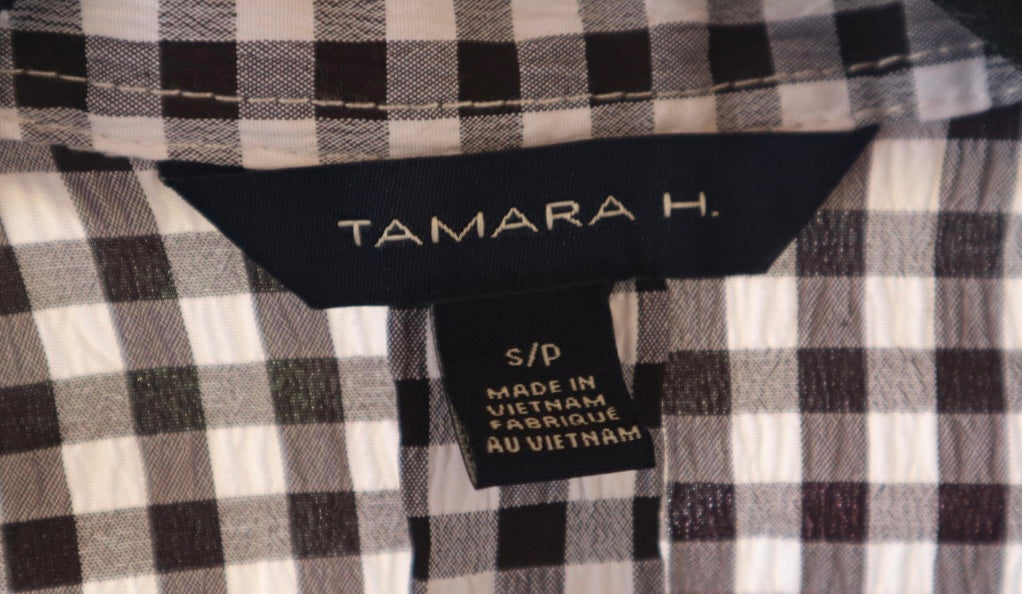 TAMARA H.
S/P
MADE IN
VIETNAM
FABRIQUÉ
AU VIETNAM